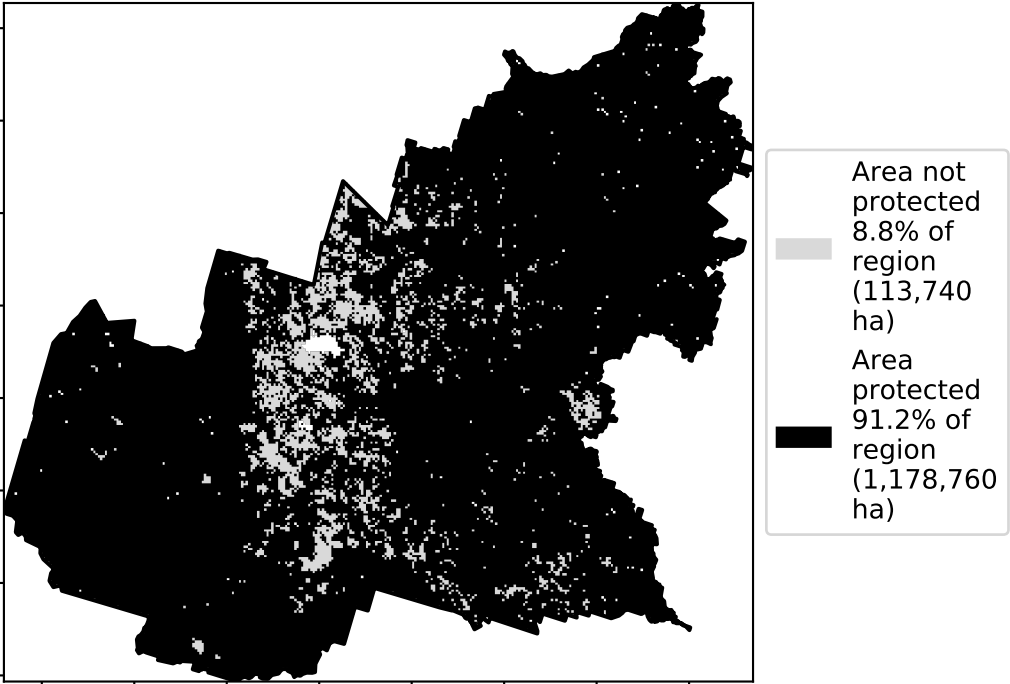 Area not
protected
8.8% of
region
(113,740
ha)
Area
protected
91.2% of
region
(1,178,760
ha)